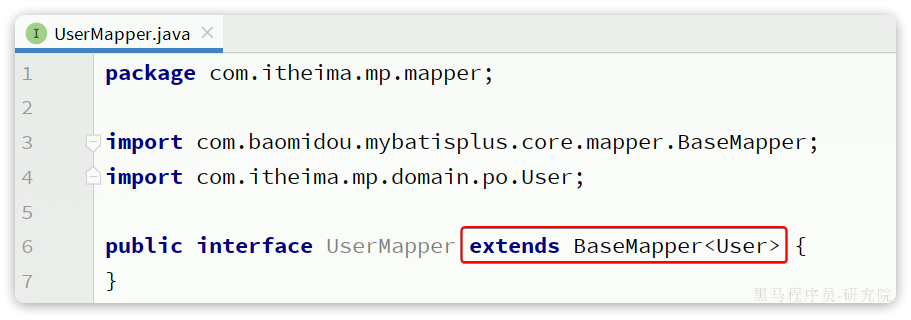 I UserMapper.java ×
1 package com.itheima.mp.mapper;
2
3 import com.baomidou.mybatisplus.core.mapper.BaseMapper;
4 import com.itheima.mp.domain.po.User;
5
6 public interface UserMapper extends BaseMapper<User> {
7 }
黑马程序员-研究院